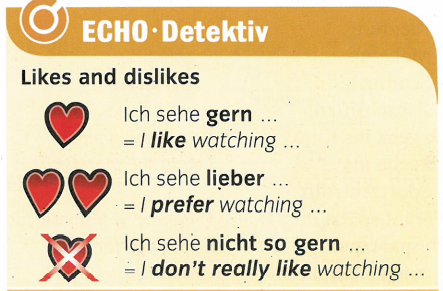 ECHO·Detektiv
Likes and dislikes
Ich sehe gern ...
= I like watching ...
Ich sehe lieber ...
= I prefer watching ...
Ich sehe nicht so gern ...
= I don't really like watching ...